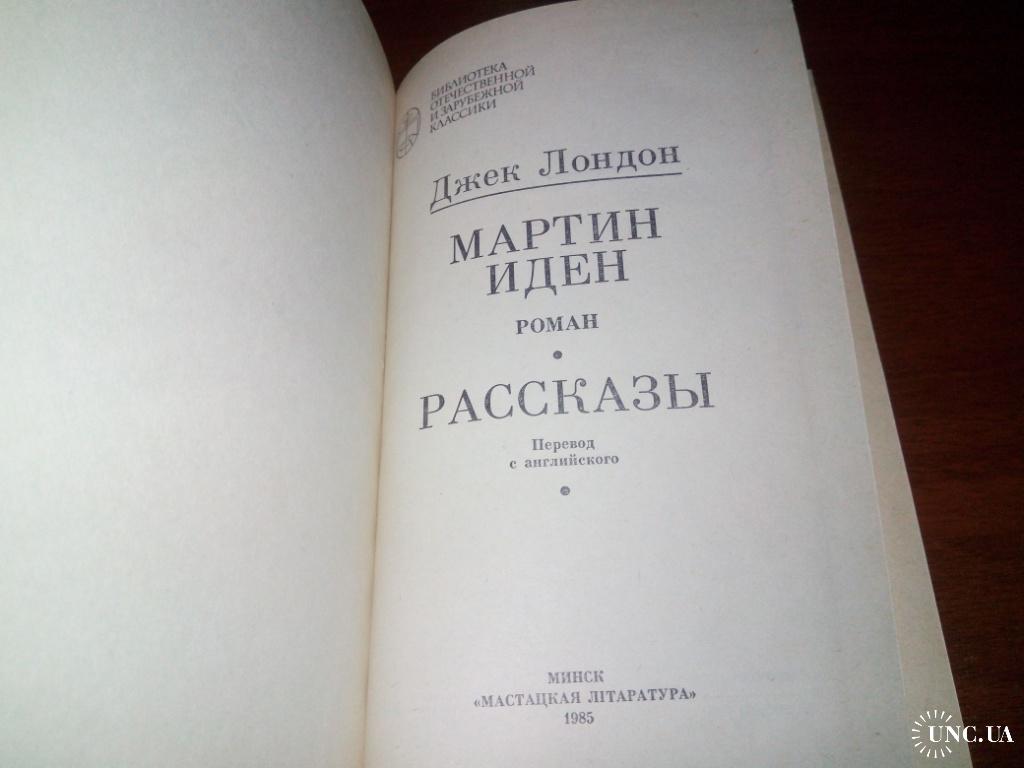 БИБЛИОТЕКА
ОТЕЧЕСТВЕННОЙ
И ЗАРУБЕЖНОЙ
КЛАССИКИ
Джек Лондон
МАРТИН
ИДЕН
РОМАН
РАССКАЗЫ
Перевод
с английского
МИНСК
«МАСТАЦКАЯ ЛІТАРАТУРА»
1985
UNC.UA